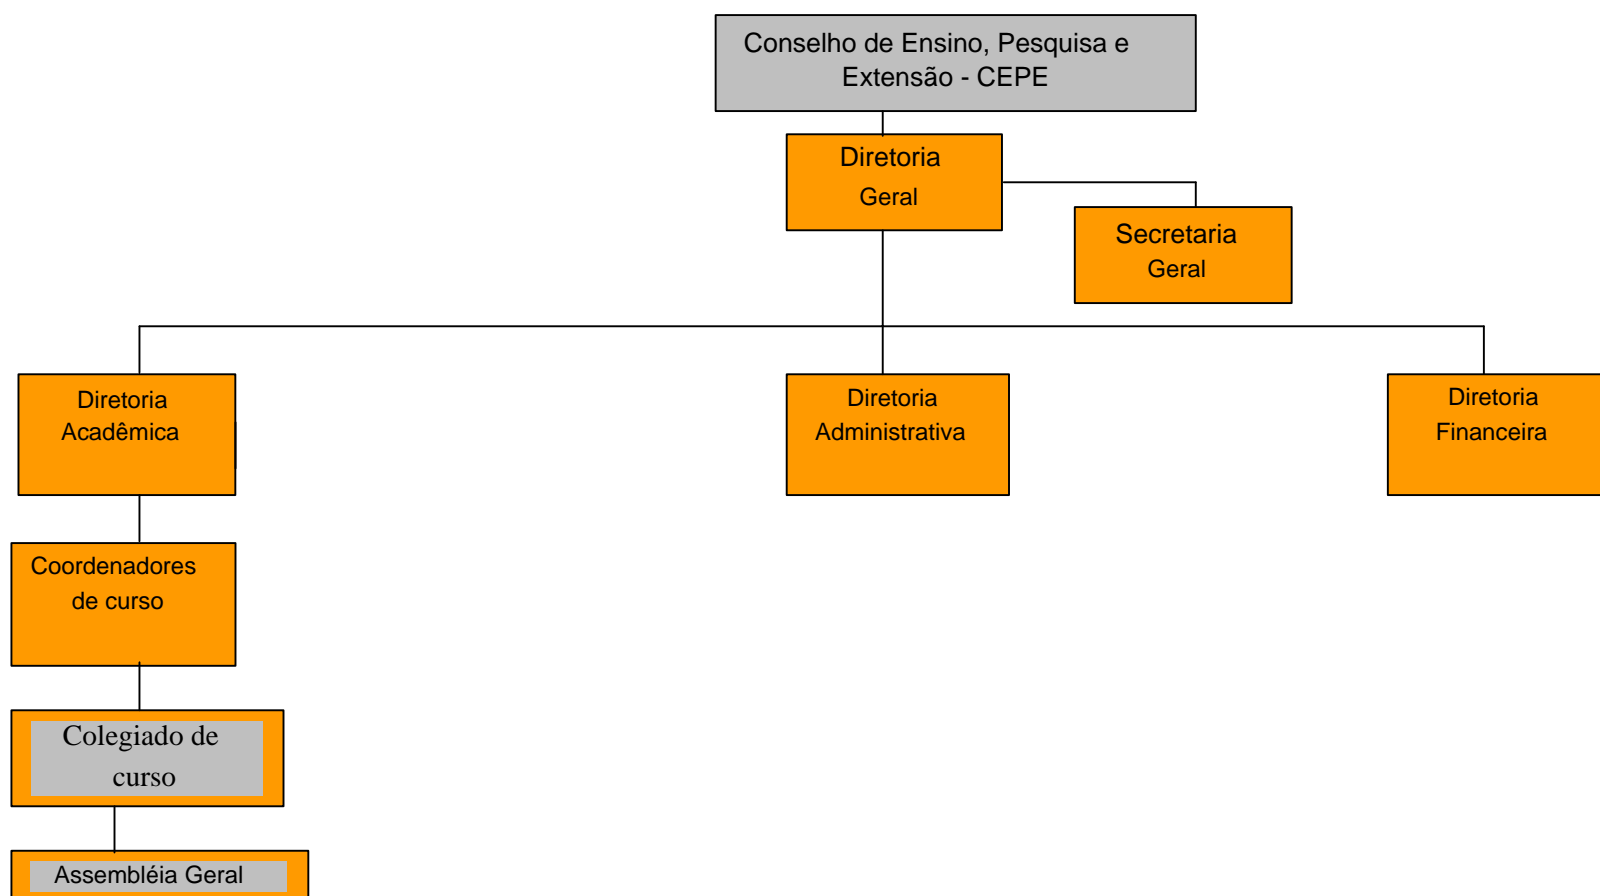 Conselho de Ensino, Pesquisa e
Extensão - CEPE
Diretoria
Geral
Secretaria
Geral
Diretoria
Acadêmica
Diretoria
Administrativa
Diretoria
Financeira
Coordenadores
de curso
Colegiado de
curso
Assembléia Geral